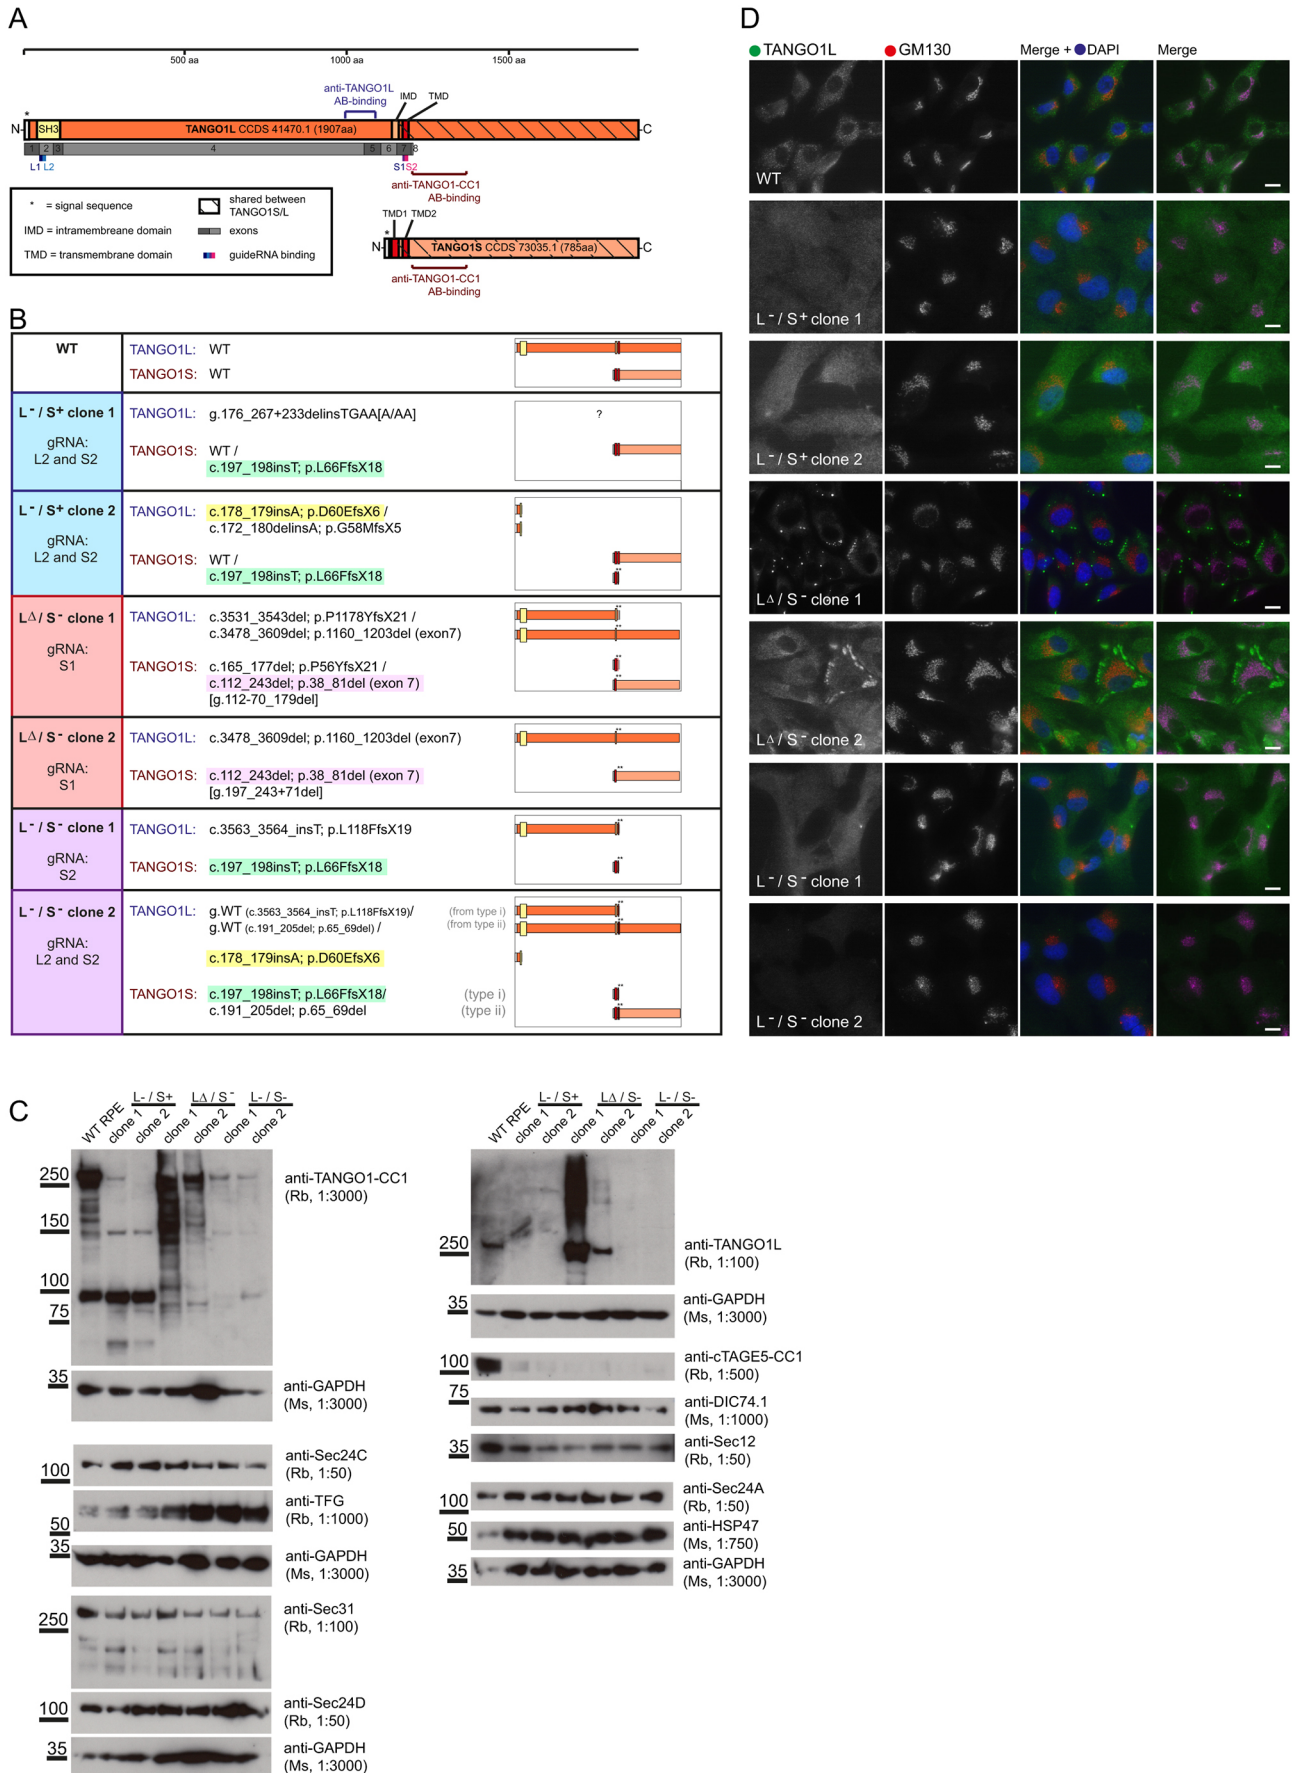 A
500 aa
1000 aa
1500 aa
anti-TANGO1L
AB-binding
IMD
TMD
*
N-
SH3
TANGO1L CCDS 41470.1 (1907aa)
-C
1 2 3 4 5 6 7 8
L1 L2
S1 S2
anti-TANGO1-CC1
AB-binding
TMD1 TMD2
*
N-
TANGO1S CCDS 73035.1 (785aa)
-C
anti-TANGO1-CC1
AB-binding
* = signal sequence
shared between
TANGO1S/L
IMD = intramembreane domain
exons
TMD = transmembrane domain
guideRNA binding
B
WT
TANGO1L: WT
TANGO1S: WT
L- / S+ clone 1
gRNA:
L2 and S2
TANGO1L: g.176_267+233delinsTGAA[A/AA]
?
TANGO1S: WT /
c.197_198insT; p.L66FfsX18
L- / S+ clone 2
gRNA:
L2 and S2
TANGO1L: c.178_179insA; p.D60EfsX6 /
c.172_180delinsA; p.G58MfsX5
TANGO1S: WT /
c.197_198insT; p.L66FfsX18
**
LΔ / S- clone 1
gRNA:
S1
TANGO1L: c.3531_3543del; p.P1178YfsX21 /
c.3478_3609del; p.1160_1203del (exon7)
TANGO1S: c.165_177del; p.P56YfsX21 /
c.112_243del; p.38_81del (exon 7)
[g.112-70_179del]
**
**
**
**
LΔ / S- clone 2
gRNA:
S1
TANGO1L: c.3478_3609del; p.1160_1203del (exon7)
TANGO1S: c.112_243del; p.38_81del (exon 7)
[g.197_243+71del]
**
**
L- / S- clone 1
gRNA:
S2
TANGO1L: c.3563_3564_insT; p.L118FfsX19
TANGO1S: c.197_198insT; p.L66FfsX18
**
**
L- / S- clone 2
gRNA:
L2 and S2
TANGO1L: g.WT (c.3563_3564_insT; p.L118FfsX19)/
(from type i)
g.WT (c.191_205del; p.65_69del) /
(from type ii)
c.178_179insA; p.D60EfsX6
TANGO1S: c.197_198insT; p.L66FfsX18/
(type i)
c.191_205del; p.65_69del
(type ii)
**
**
**
**
C
L- / S+ LΔ / S- L- / S-
WT RPE clone 1 clone 2 clone 1 clone 2 clone 1 clone 2
250
150
100
75
anti-TANGO1-CC1
(Rb, 1:3000)
35
anti-GAPDH
(Ms, 1:3000)
100
anti-Sec24C
(Rb, 1:50)
50
anti-TFG
(Rb, 1:1000)
35
anti-GAPDH
(Ms, 1:3000)
250
anti-Sec31
(Rb, 1:100)
100
anti-Sec24D
(Rb, 1:50)
35
anti-GAPDH
(Ms, 1:3000)
L- / S+ LΔ / S- L- / S-
WT RPE clone 1 clone 2 clone 1 clone 2 clone 1 clone 2
250
anti-TANGO1L
(Rb, 1:100)
35
anti-GAPDH
(Ms, 1:3000)
100
anti-cTAGE5-CC1
(Rb, 1:500)
75
anti-DIC74.1
(Ms, 1:1000)
35
anti-Sec12
(Rb, 1:50)
100
anti-Sec24A
(Rb, 1:50)
50
anti-HSP47
(Ms, 1:750)
35
anti-GAPDH
(Ms, 1:3000)
D
TANGO1L
GM130
Merge + DAPI
Merge
WT
L- / S+ clone 1
L- / S+ clone 2
LΔ / S- clone 1
LΔ / S- clone 2
L- / S- clone 1
L- / S- clone 2